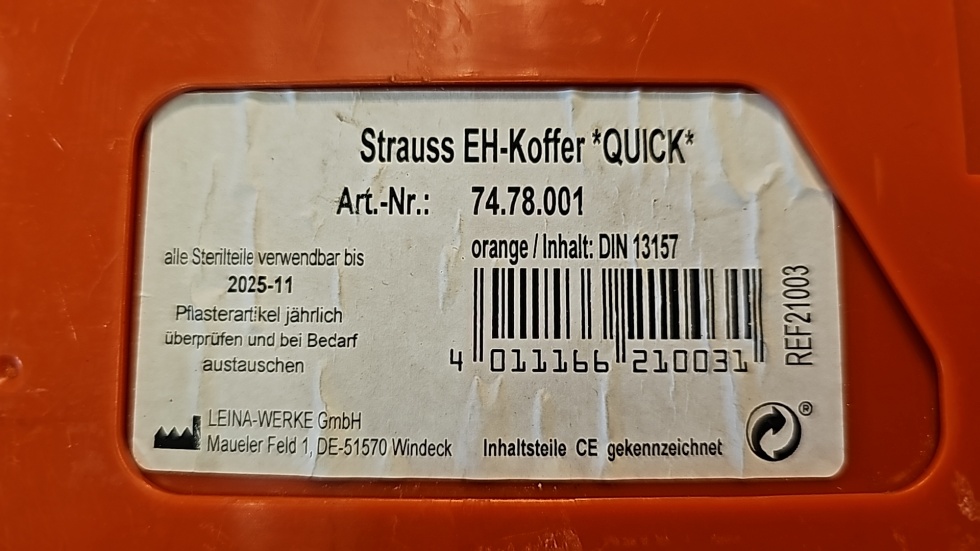 Strauss EH-Koffer *QUICK*
Art.-Nr.: 74.78.001
orange / Inhalt: DIN 13157
alle Sterilteile verwendbar bis
2025-11
Pflasterartikel jährlich
überprüfen und bei Bedarf
austauschen
4 011166 210031
REF21003
LEINA-WERKE GmbH
Maueler Feld 1, DE-51570 Windeck
Inhaltsteile CE gekennzeichnet
®